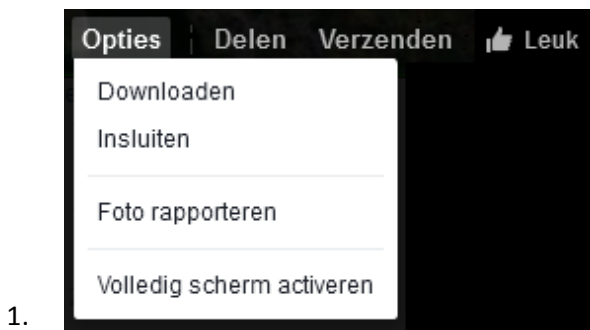 Opties Delen Verzenden Leuk
Downloaden
Insluiten
Foto rapporteren
Volledig scherm activeren
1.